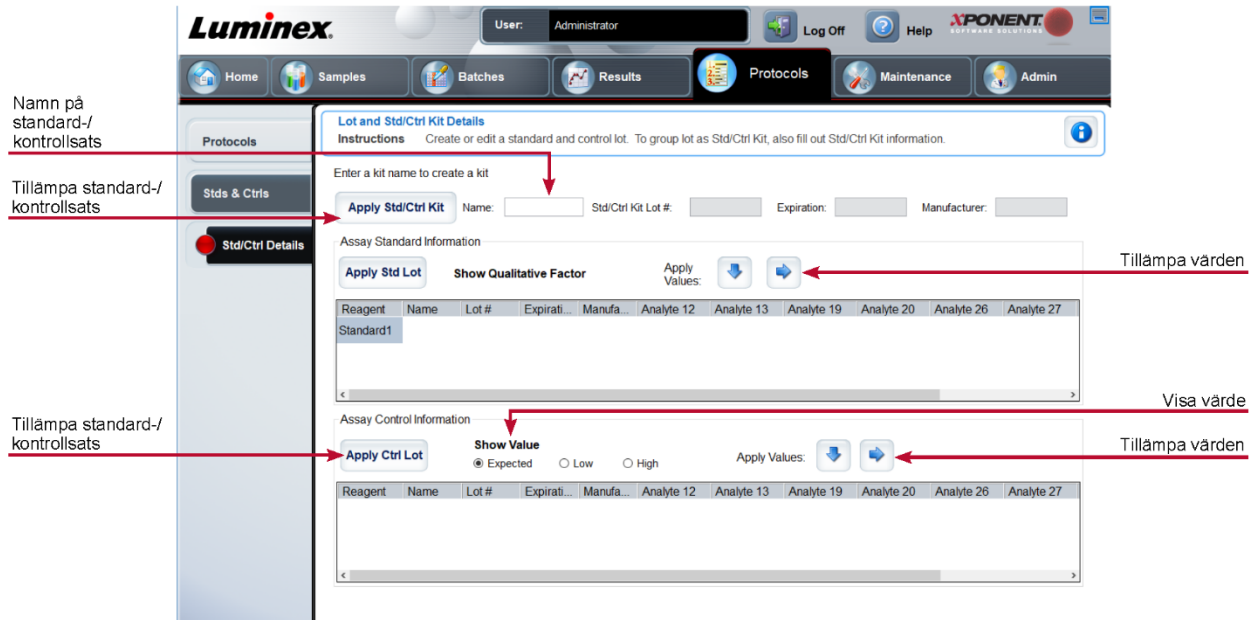 Luminex.
User: Administrator
Log Off
Help
XPONENT.
SOFTWARE SOLUTIONS
Home
Samples
Batches
Results
Protocols
Maintenance
Admin
Namn på
standard-/
kontrollsats
Tillämpa standard-/
kontrollsats
Protocols
Stds & Ctrls
Std/Ctrl Details
Lot and Std/Ctrl Kit Details
Instructions Create or edit a standard and control lot. To group lot as Std/Ctrl Kit, also fill out Std/Ctrl Kit information.
Enter a kit name to create a kit
Apply Std/Ctrl Kit Name: Std/Ctrl Kit Lot #: Expiration: Manufacturer:
Assay Standard Information
Apply Std Lot Show Qualitative Factor Apply
Values:
Tillämpa värden
Reagent Name Lot # Expirati... Manufa... Analyte 12 Analyte 13 Analyte 19 Analyte 20 Analyte 26 Analyte 27
Standard1
Visa värde
Tillämpa standard-/
kontrollsats
Assay Control Information
Apply Ctrl Lot
Show Value
Expected Low High
Apply Values:
Tillämpa värden
Reagent Name Lot # Expirati... Manufa... Analyte 12 Analyte 13 Analyte 19 Analyte 20 Analyte 26 Analyte 27